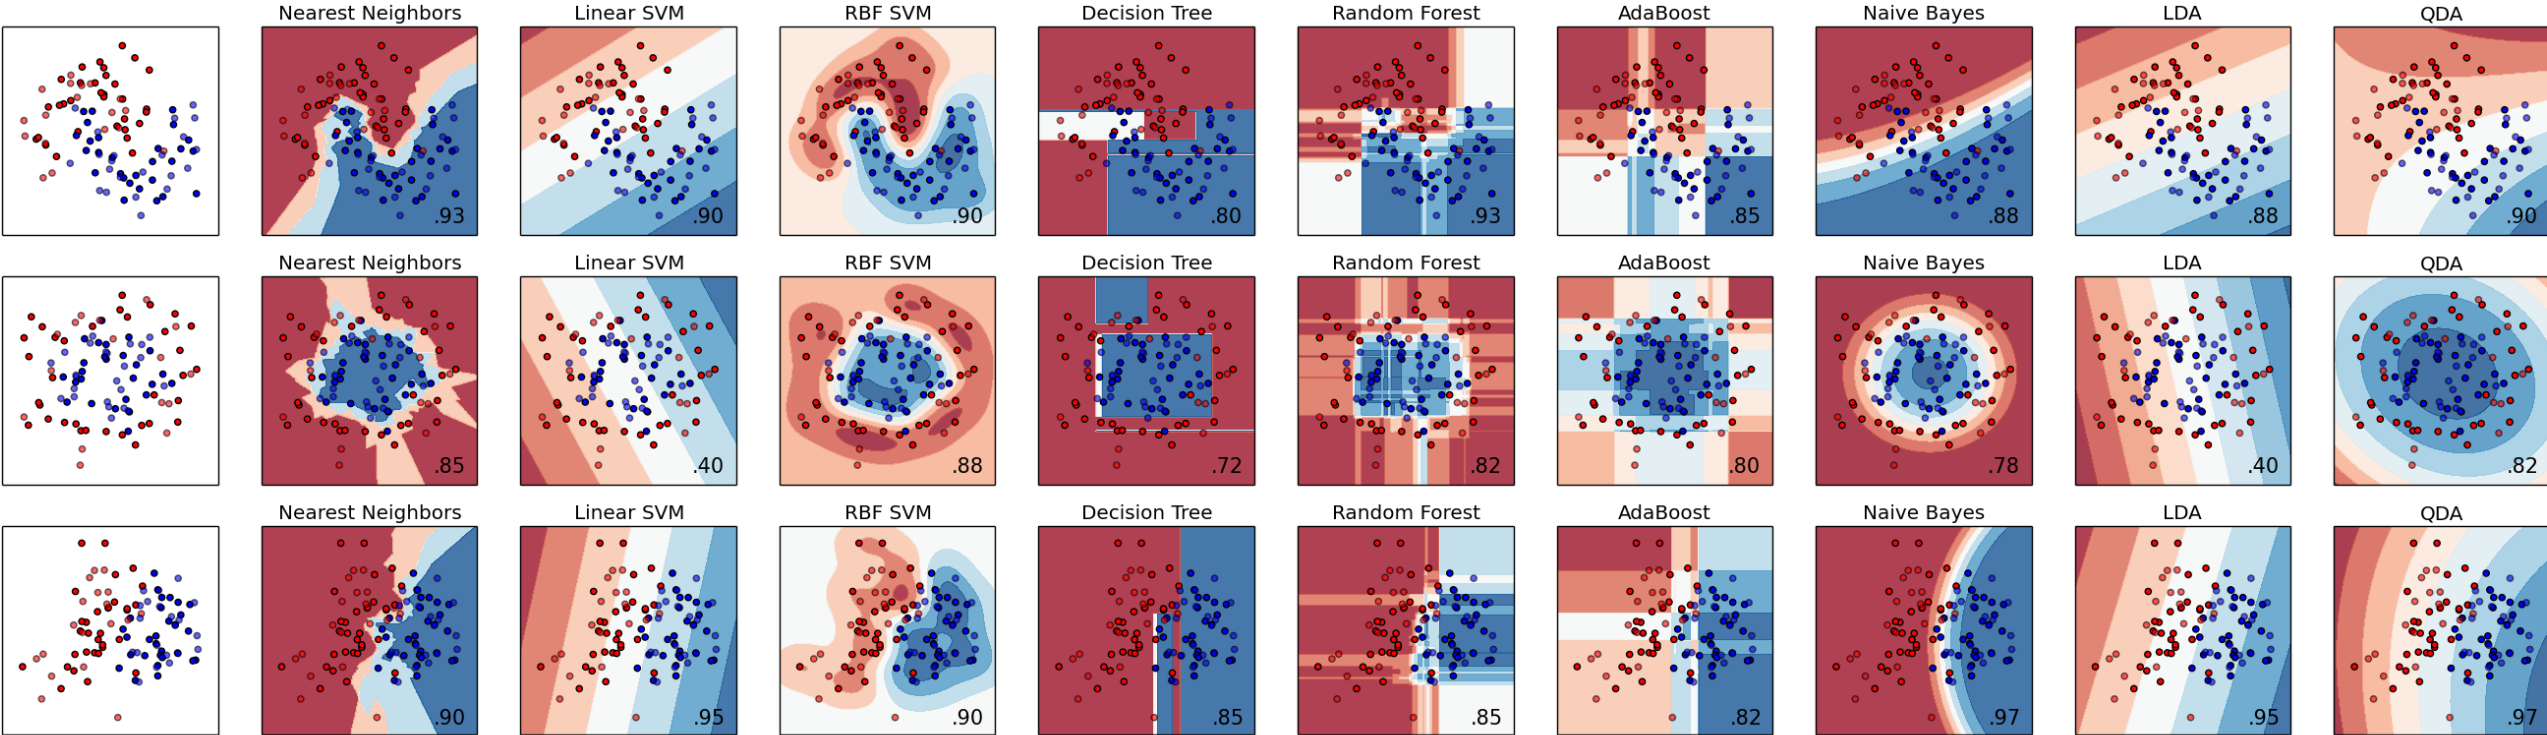 Nearest Neighbors Linear SVM RBF SVM Decision Tree Random Forest AdaBoost Naive Bayes LDA QDA
.93 .90 .90 .80 .93 .85 .88 .88 .90
Nearest Neighbors Linear SVM RBF SVM Decision Tree Random Forest AdaBoost Naive Bayes LDA QDA
.85 .40 .88 .72 .82 .80 .78 .40 .82
Nearest Neighbors Linear SVM RBF SVM Decision Tree Random Forest AdaBoost Naive Bayes LDA QDA
.90 .95 .90 .85 .85 .82 .97 .95 .97